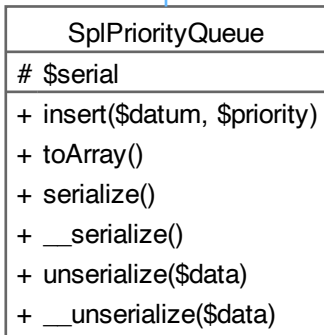 SplPriorityQueue
# $serial
+ insert($datum, $priority)
+ toArray()
+ serialize()
+ __serialize()
+ unserialize($data)
+ __unserialize($data)